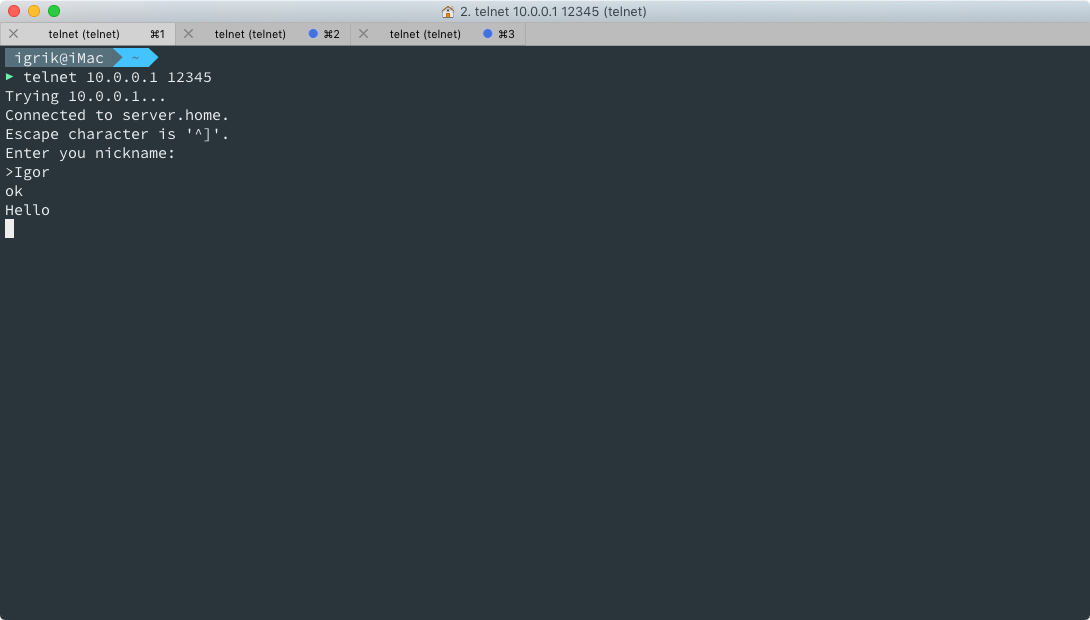 2. telnet 10.0.0.1 12345 (telnet)
telnet (telnet) ⌘1 telnet (telnet) ⌘2 telnet (telnet) ⌘3
igrik@iMac ~
telnet 10.0.0.1 12345
Trying 10.0.0.1...
Connected to server.home.
Escape character is '^]'.
Enter you nickname:
>Igor
ok
Hello